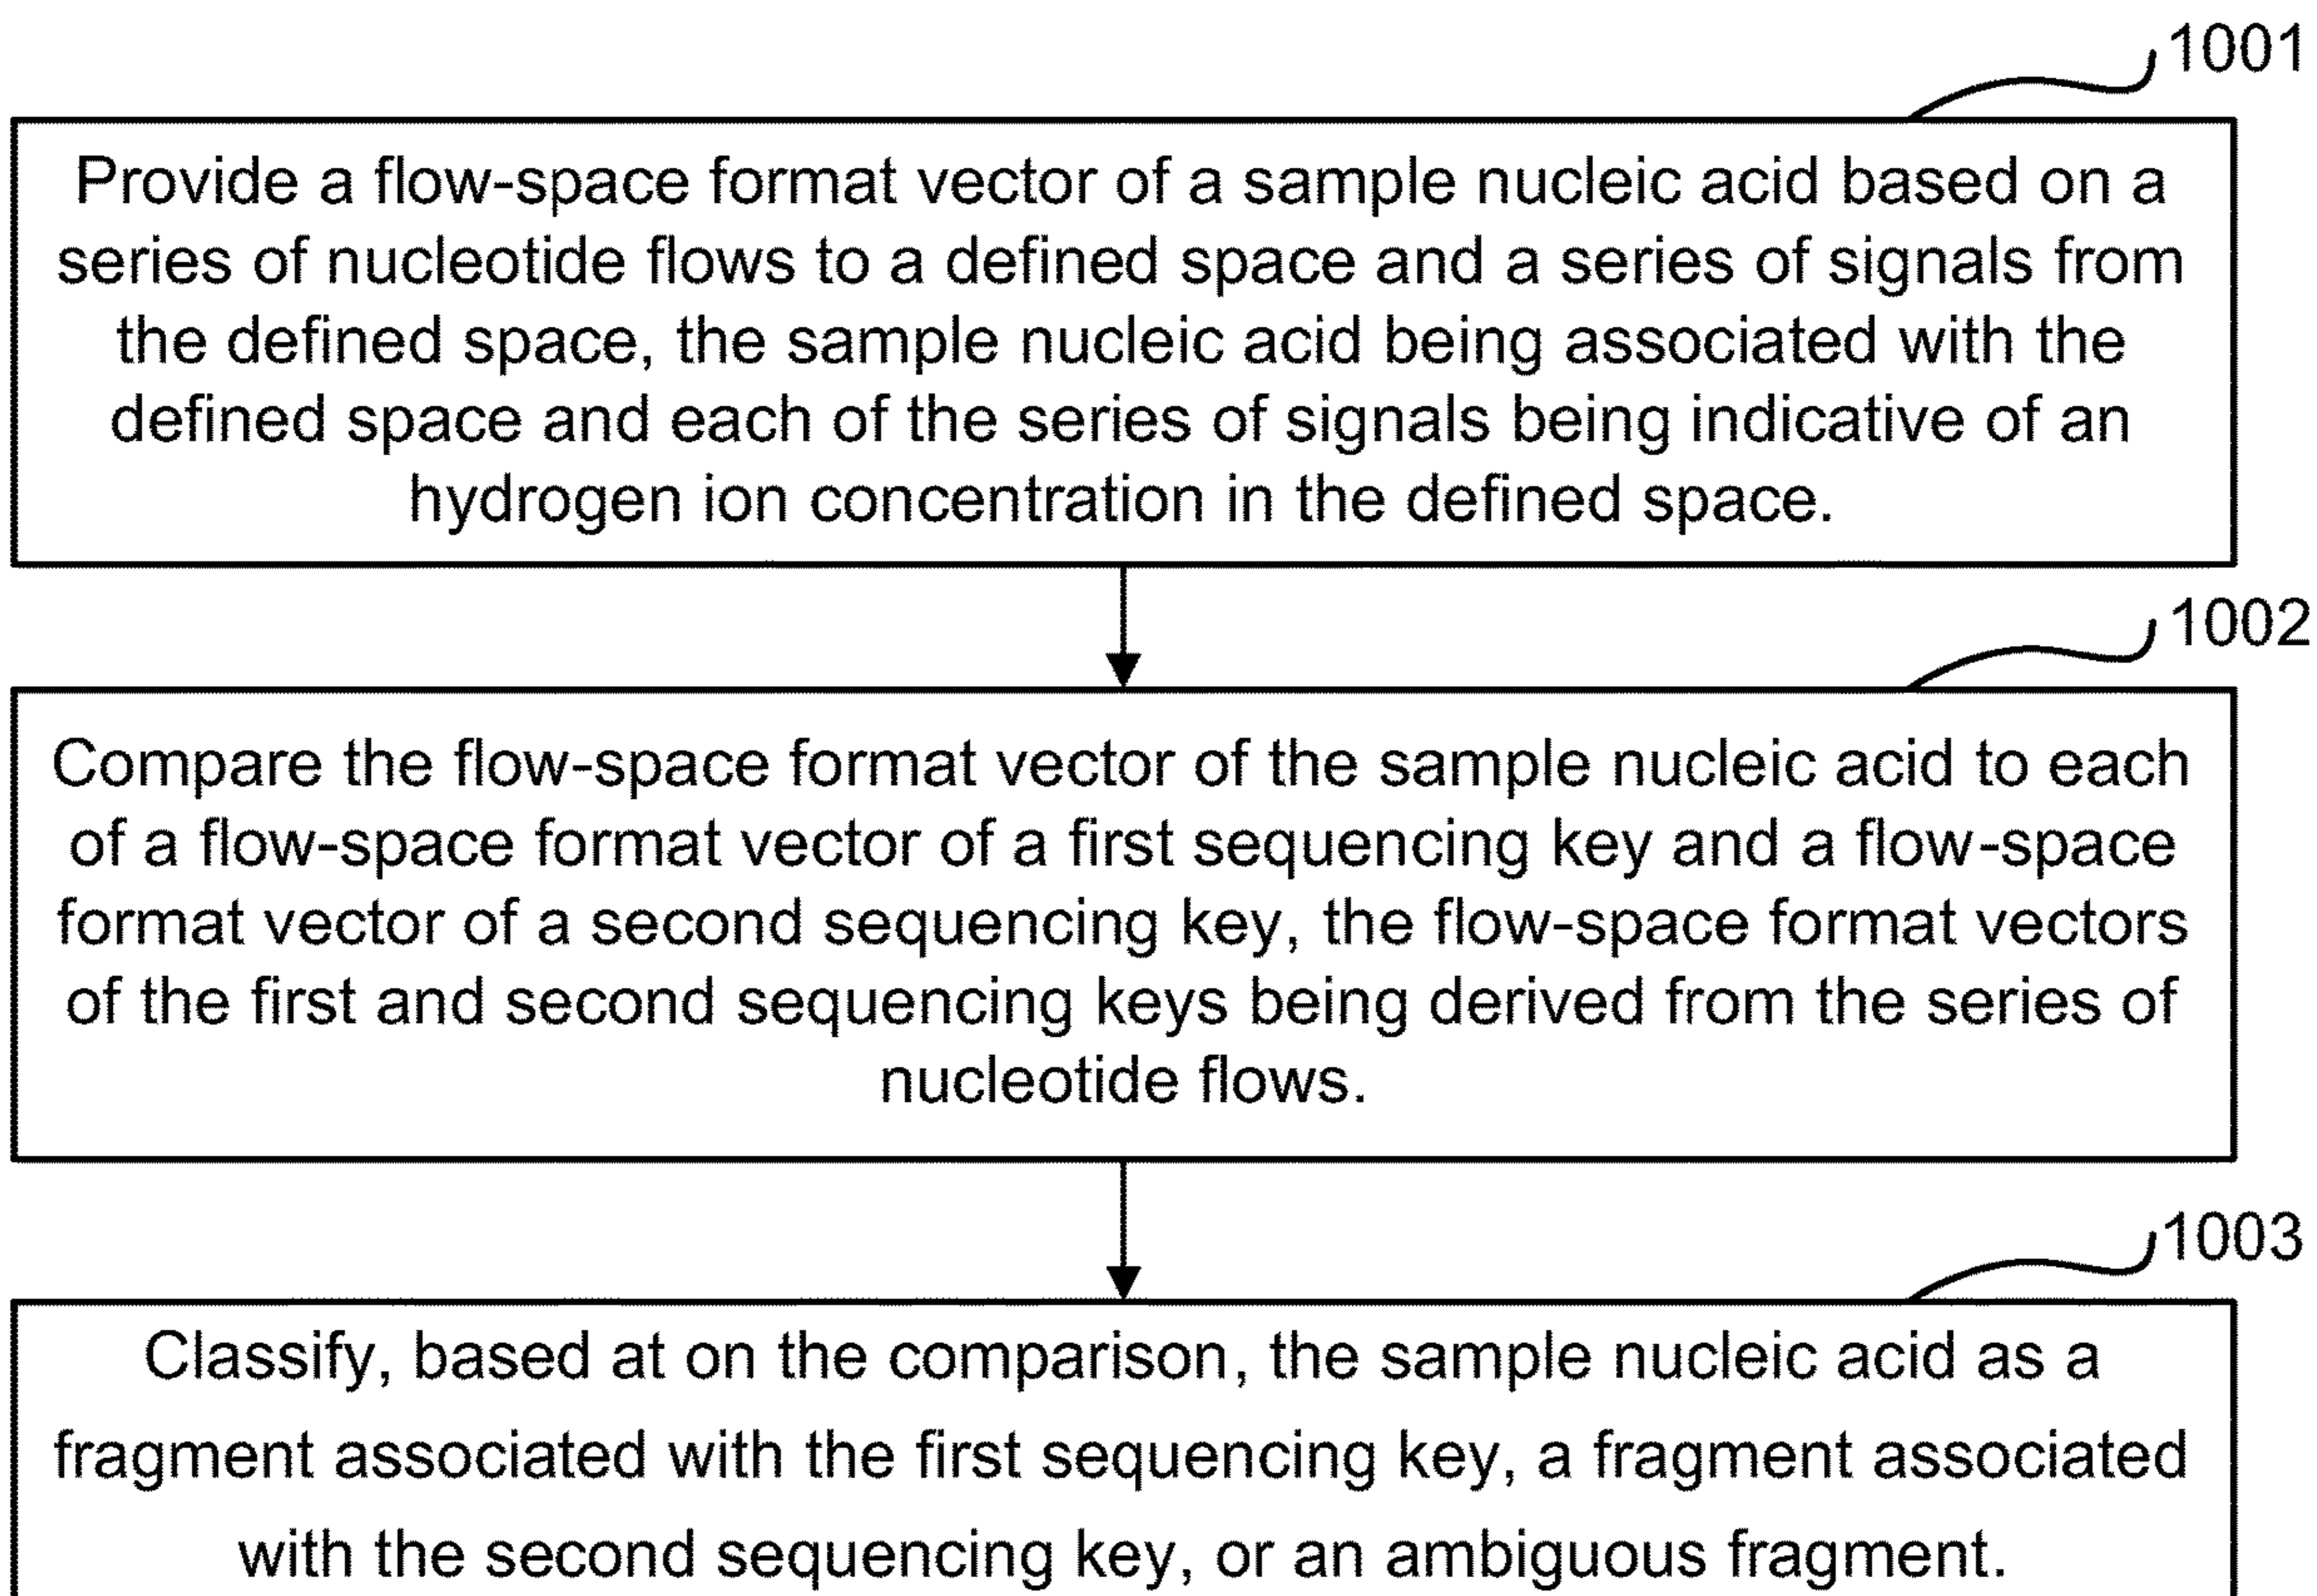 1001
Provide a flow-space format vector of a sample nucleic acid based on a
series of nucleotide flows to a defined space and a series of signals from
the defined space, the sample nucleic acid being associated with the
defined space and each of the series of signals being indicative of an
hydrogen ion concentration in the defined space.
1002
Compare the flow-space format vector of the sample nucleic acid to each
of a flow-space format vector of a first sequencing key and a flow-space
format vector of a second sequencing key, the flow-space format vectors
of the first and second sequencing keys being derived from the series of
nucleotide flows.
1003
Classify, based at on the comparison, the sample nucleic acid as a
fragment associated with the first sequencing key, a fragment associated
with the second sequencing key, or an ambiguous fragment.